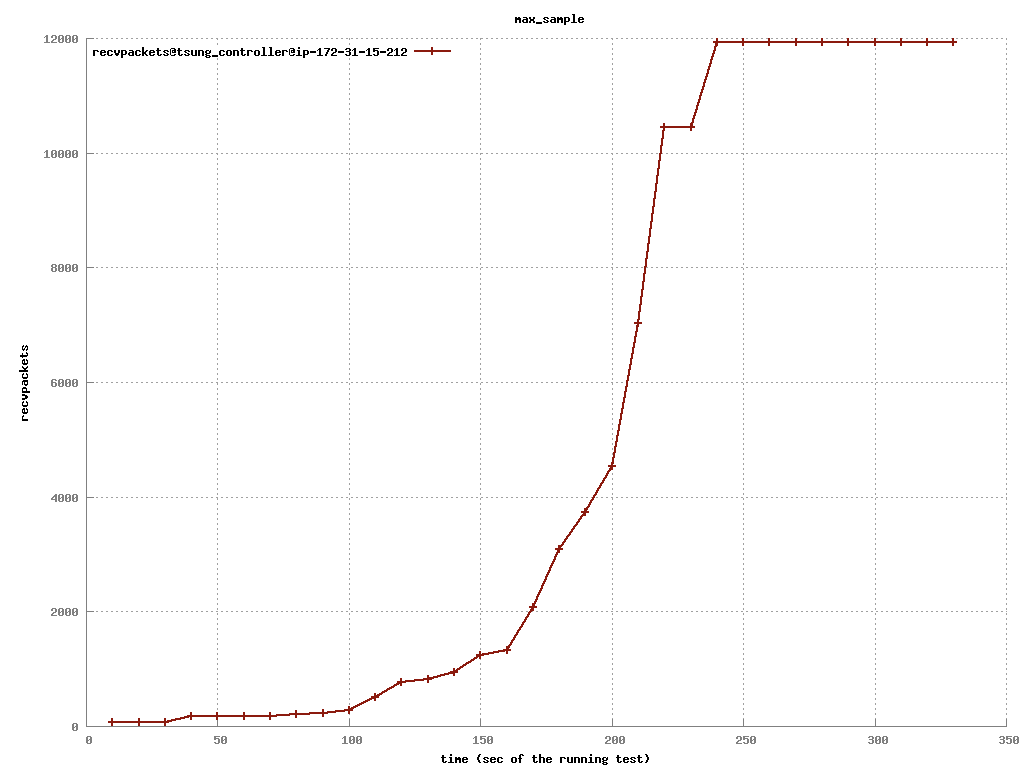 max_sample
recvpackets@tsung_controller@ip-172-31-15-212
12000
10000
8000
6000
4000
2000
0
recvpackets
0 50 100 150 200 250 300 350
time (sec of the running test)